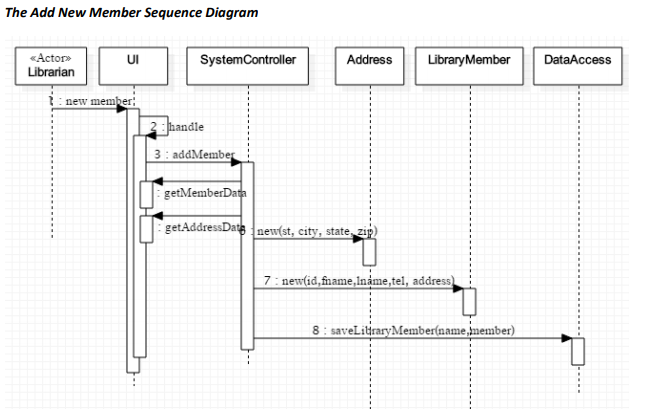 The Add New Member Sequence Diagram
«Actor»
Librarian
UI
SystemController
Address
LibraryMember
DataAccess
1 : new member
2 : handle
3 : addMember
: getMemberData
: getAddressData
6 : new(st, city, state, zip)
7 : new(id,fname,lname,tel, address)
8 : saveLibraryMember(name,member)